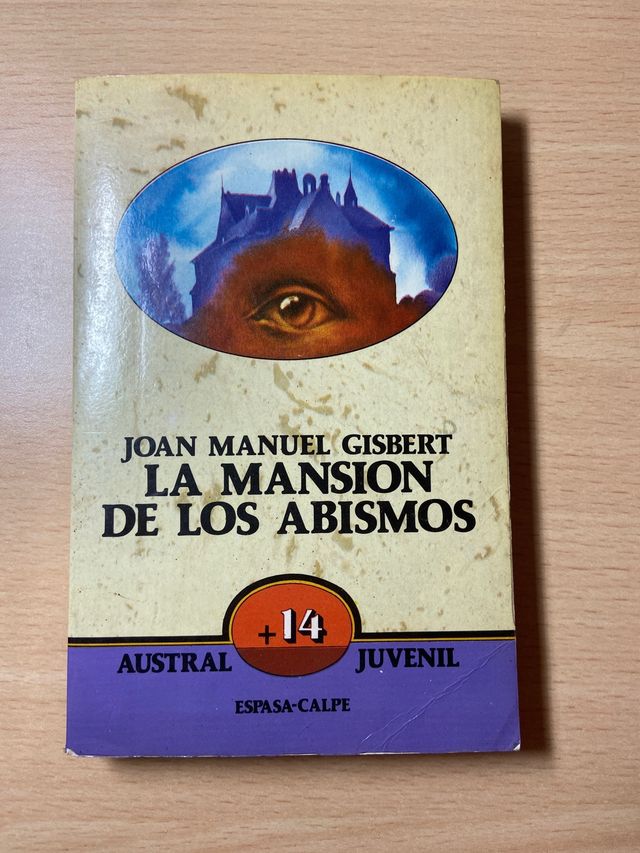 JOAN MANUEL GISBERT
LA MANSION
DE LOS ABISMOS
+14
AUSTRAL JUVENIL
ESPASA-CALPE